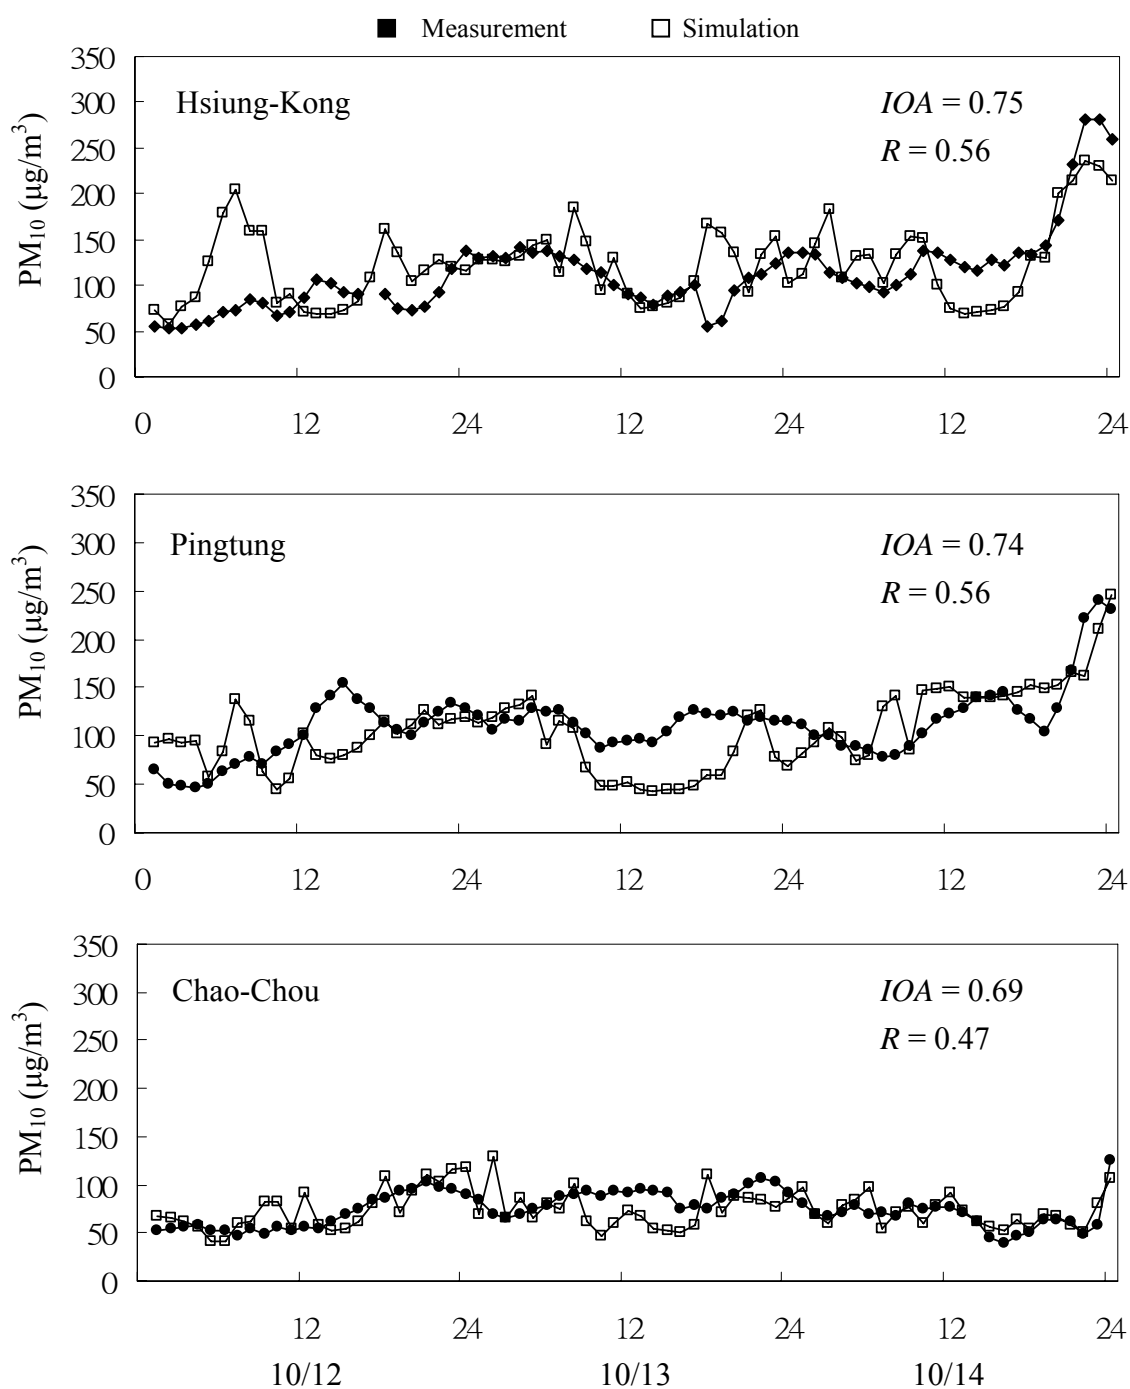 Measurement Simulation
350
300
250
200
150
100
50
0
PM10 (μg/m3)
Hsiung-Kong
IOA = 0.75
R = 0.56
0 12 24 12 24 12 24
350
300
250
200
150
100
50
0
PM10 (μg/m3)
Pingtung
IOA = 0.74
R = 0.56
0 12 24 12 24 12 24
350
300
250
200
150
100
50
0
PM10 (μg/m3)
Chao-Chou
IOA = 0.69
R = 0.47
12 24 12 24 12 24
10/12 10/13 10/14